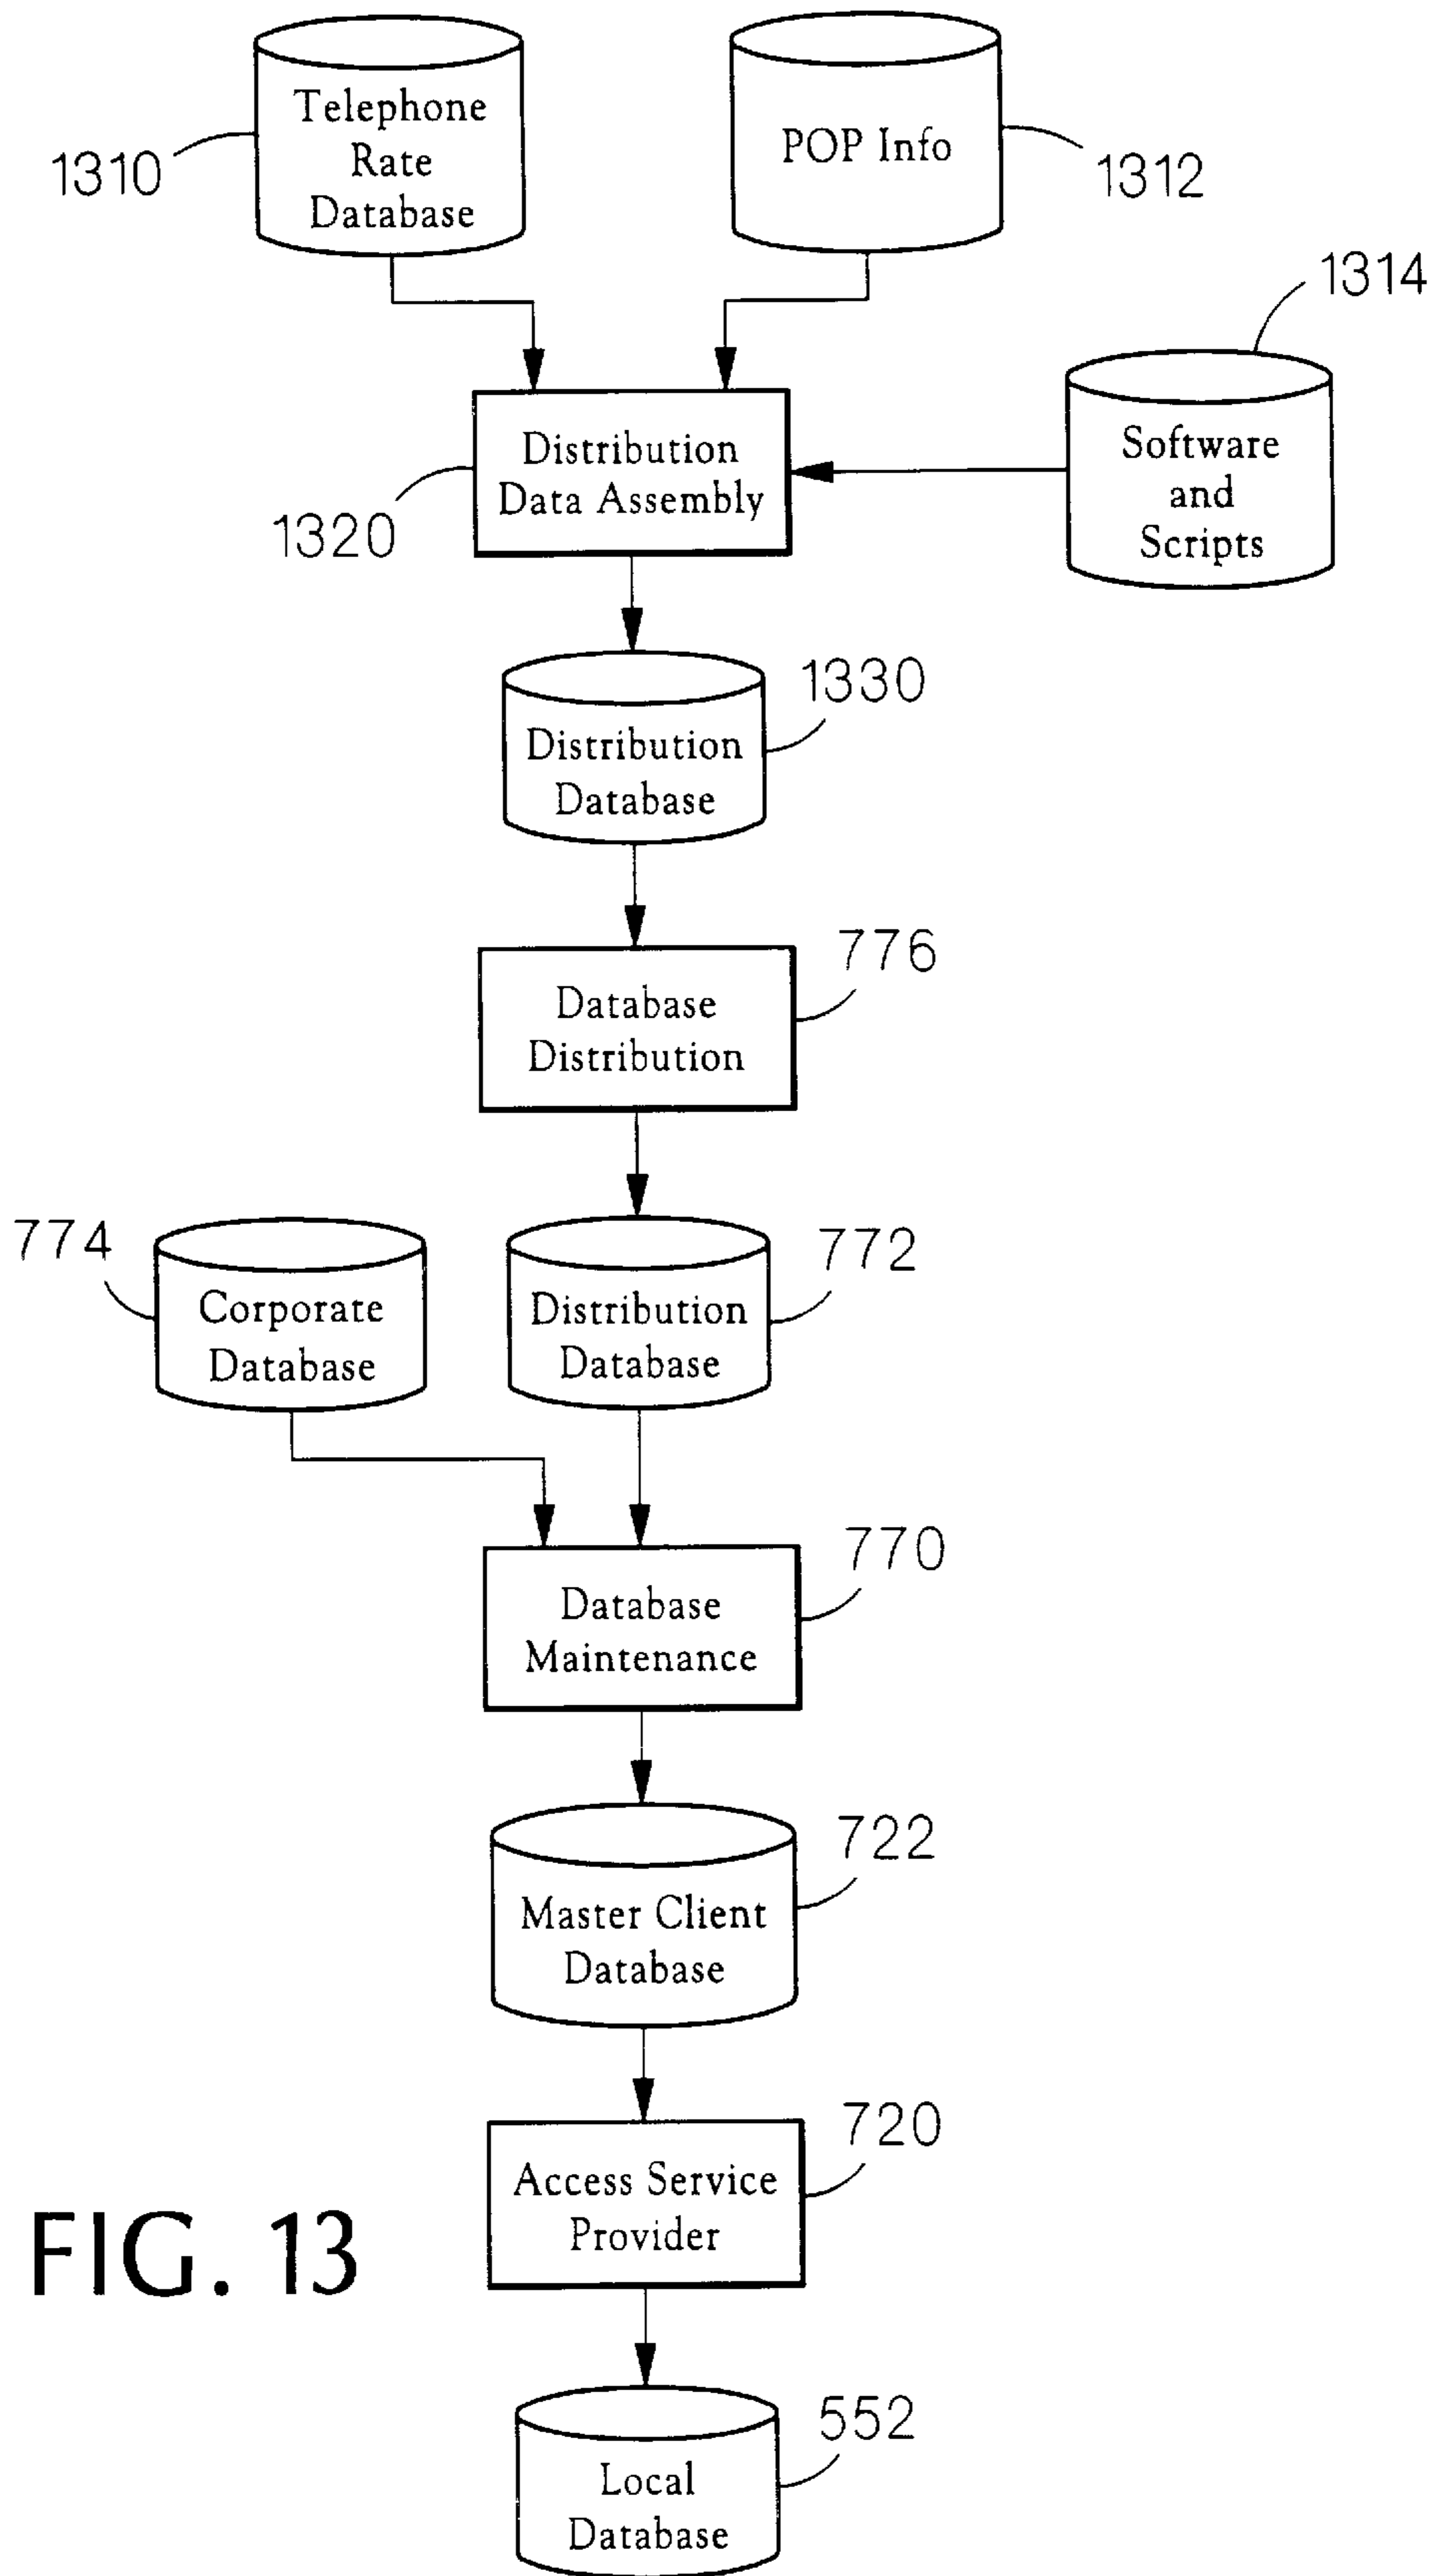 Telephone
Rate
Database
1310
POP Info
1312
1314
Software
and
Scripts
Distribution
Data Assembly
1320
1330
Distribution
Database
776
Database
Distribution
774
Corporate
Database
772
Distribution
Database
770
Database
Maintenance
722
Master Client
Database
720
Access Service
Provider
FIG. 13
552
Local
Database